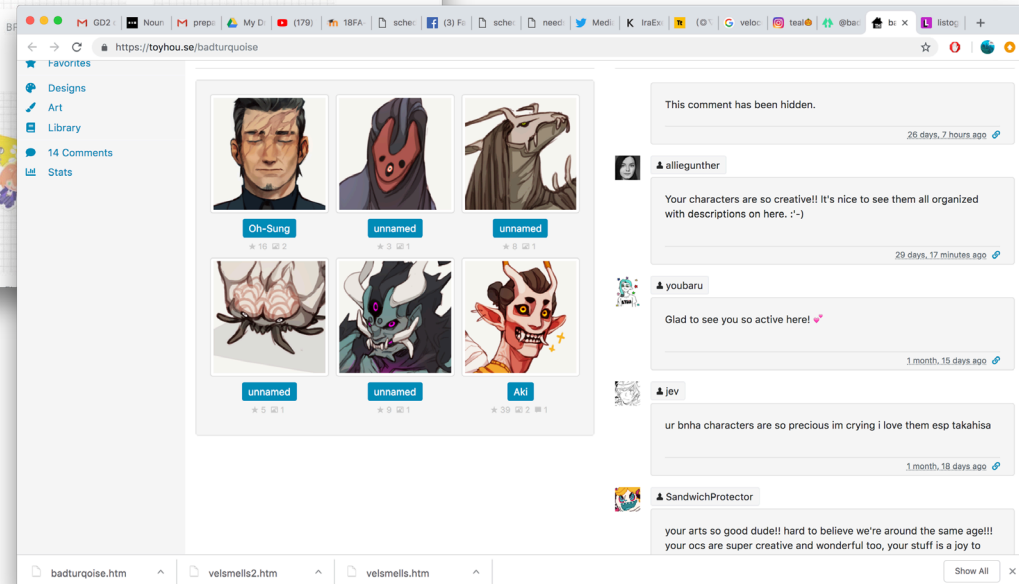 GD2
Noun
prepa
My Di
(179)
18FA-
sched
(3) Fa
sched
needs
Media
K IraExc
Tt
veloc
teal
@bad
ba
listog
https://toyhou.se/badturquoise
Favorites
Designs
Art
Library
14 Comments
Stats
Oh-Sung
16 2
unnamed
3 1
unnamed
8 1
unnamed
5 1
unnamed
9 1
Aki
39 2 1
This comment has been hidden.
26 days, 7 hours ago
alliegunther
Your characters are so creative!! It's nice to see them all organized
with descriptions on here. :'-)
29 days, 17 minutes ago
youbaru
Glad to see you so active here! 💕
1 month, 15 days ago
jev
ur bnha characters are so precious im crying i love them esp takahisa
1 month, 18 days ago
SandwichProtector
your arts so good dude!! hard to believe we're around the same age!!!
your ocs are super creative and wonderful too, your stuff is a joy to
badturqoise.htm
velsmells2.htm
velsmells.htm
Show All